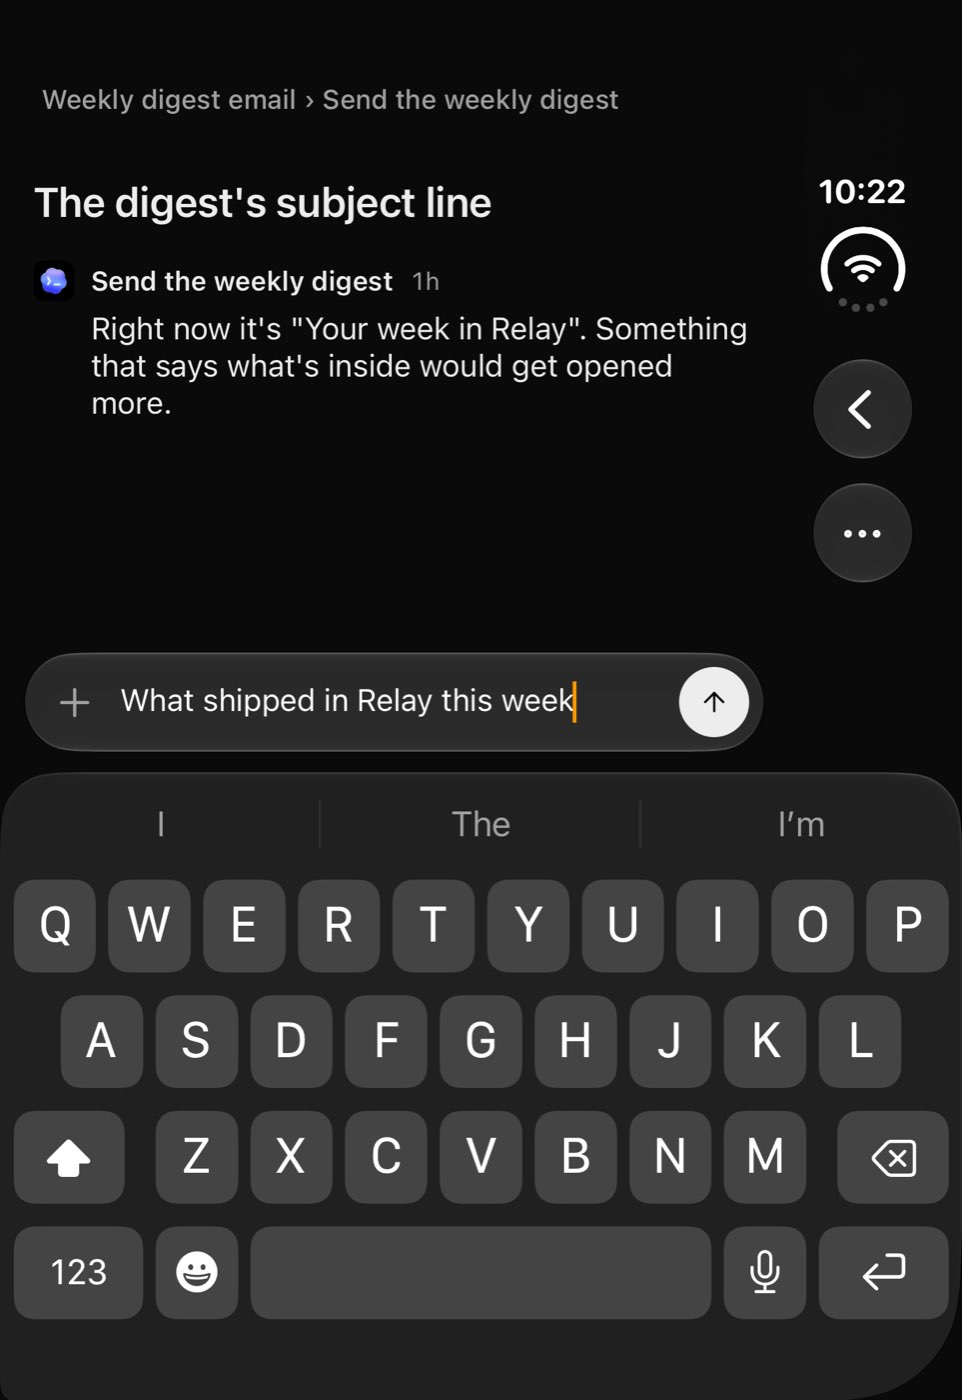 Weekly digest email › Send the weekly digest
10:22
The digest's subject line
Send the weekly digest 1h
Right now it's "Your week in Relay". Something
that says what's inside would get opened
more.
What shipped in Relay this week
I The I’m
Q W E R T Y U I O P
A S D F G H J K L
Z X C V B N M
123